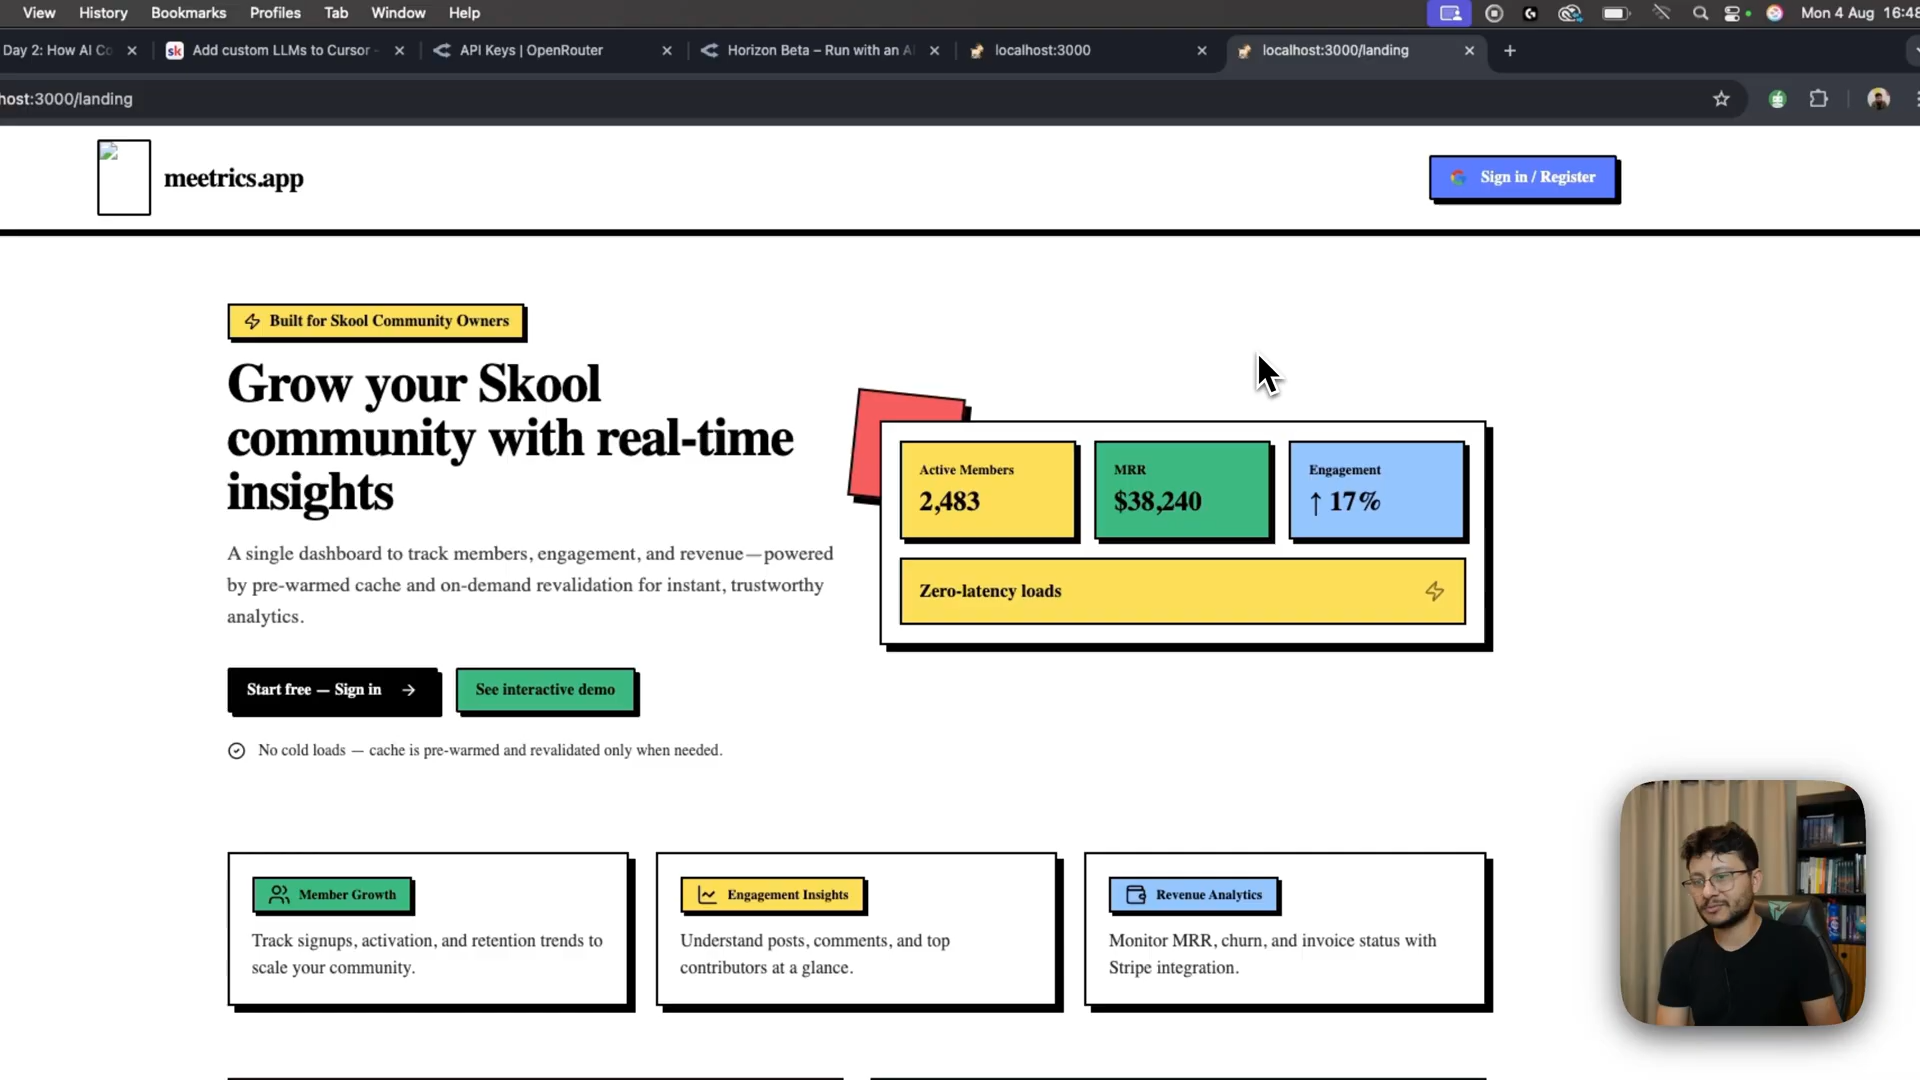 View History Bookmarks Profiles Tab Window Help Mon 4 Aug 16:48
Day 2: How AI Co
sk Add custom LLMs to Cursor
API Keys | OpenRouter
Horizon Beta – Run with an A
localhost:3000
localhost:3000/landing
host:3000/landing
meetrics.app
Sign in / Register
Built for Skool Community Owners
Grow your Skool
community with real-time
insights
A single dashboard to track members, engagement, and revenue—powered
by pre-warmed cache and on-demand revalidation for instant, trustworthy
analytics.
Start free — Sign in →
See interactive demo
No cold loads — cache is pre-warmed and revalidated only when needed.
Active Members
2,483
MRR
$38,240
Engagement
↑ 17%
Zero-latency loads
Member Growth
Track signups, activation, and retention trends to
scale your community.
Engagement Insights
Understand posts, comments, and top
contributors at a glance.
Revenue Analytics
Monitor MRR, churn, and invoice status with
Stripe integration.